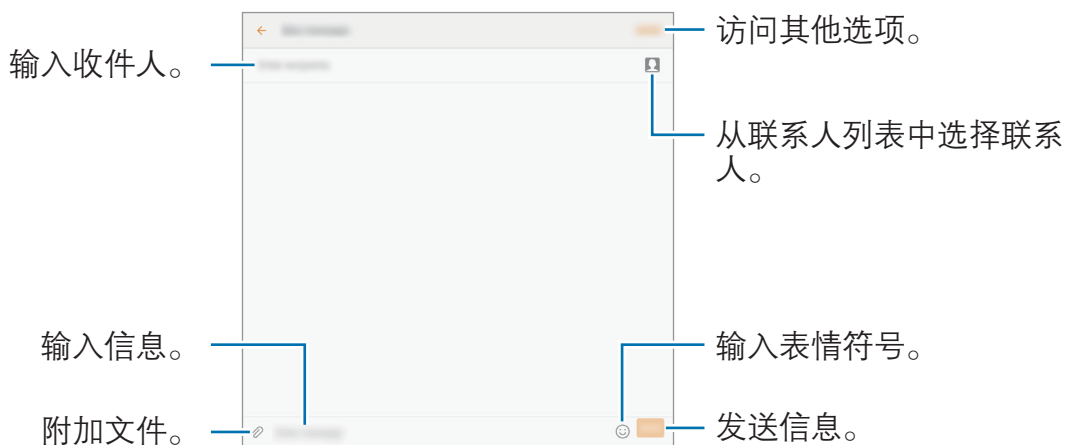 访问其他选项。
输入收件人。
从联系人列表中选择联系
人。
输入信息。
输入表情符号。
附加文件。
发送信息。